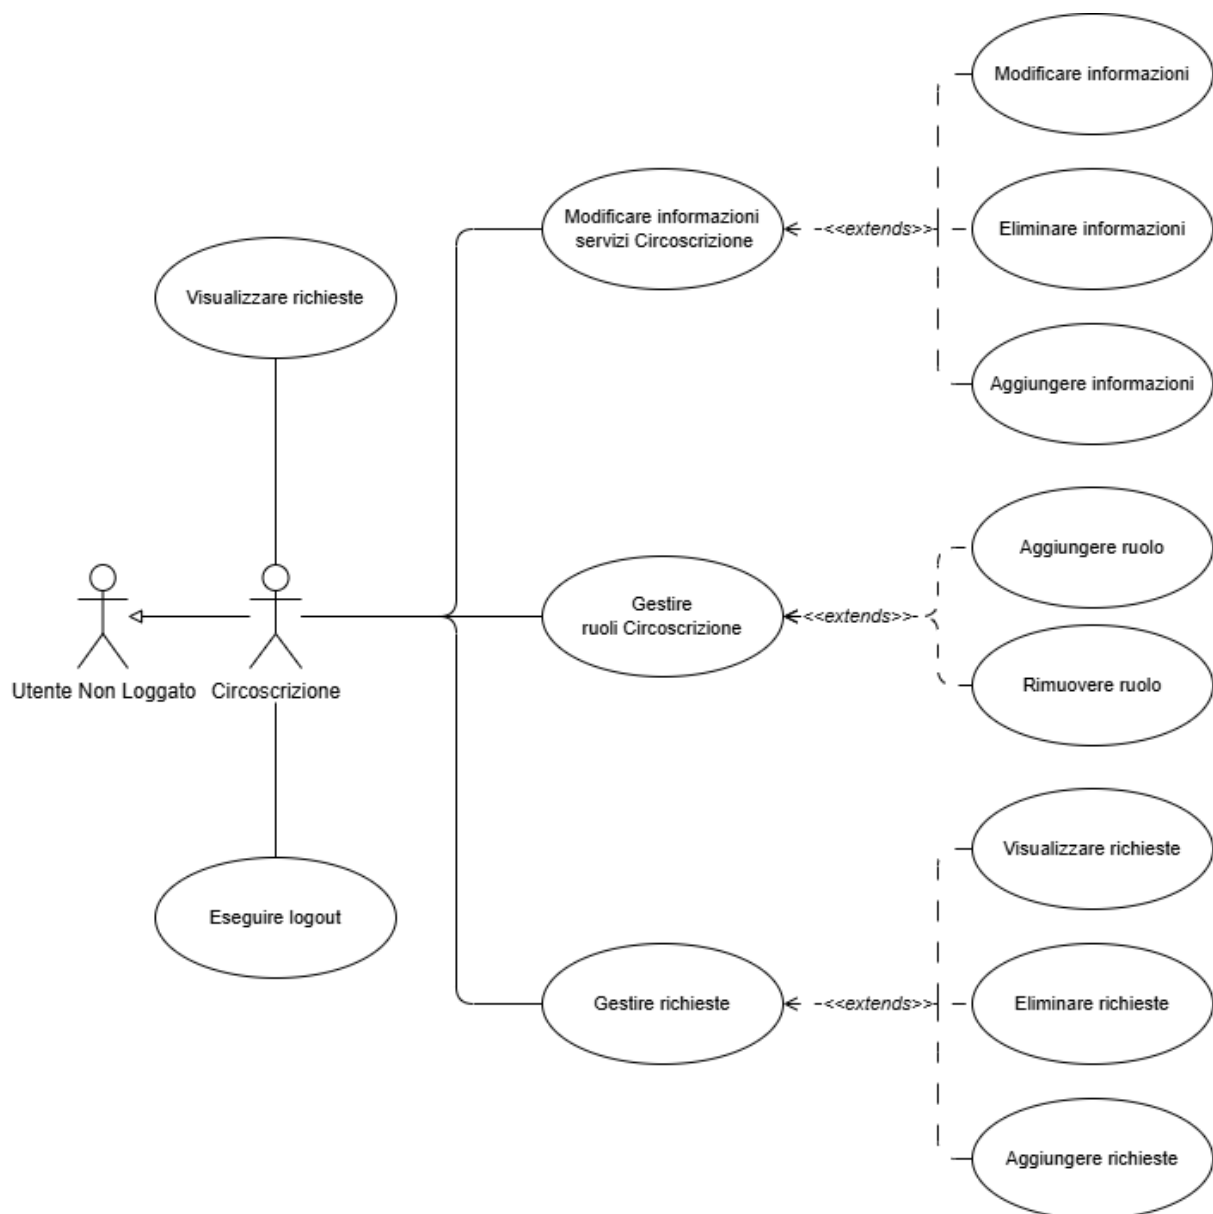 Modificare informazioni
Modificare informazioni
servizi Circoscrizione
<<extends>>
Eliminare informazioni
Visualizzare richieste
Aggiungere informazioni
Aggiungere ruolo
Gestire
ruoli Circoscrizione
<<extends>>
Utente Non Loggato
Circoscrizione
Rimuovere ruolo
Visualizzare richieste
Eseguire logout
Gestire richieste
<<extends>>
Eliminare richieste
Aggiungere richieste